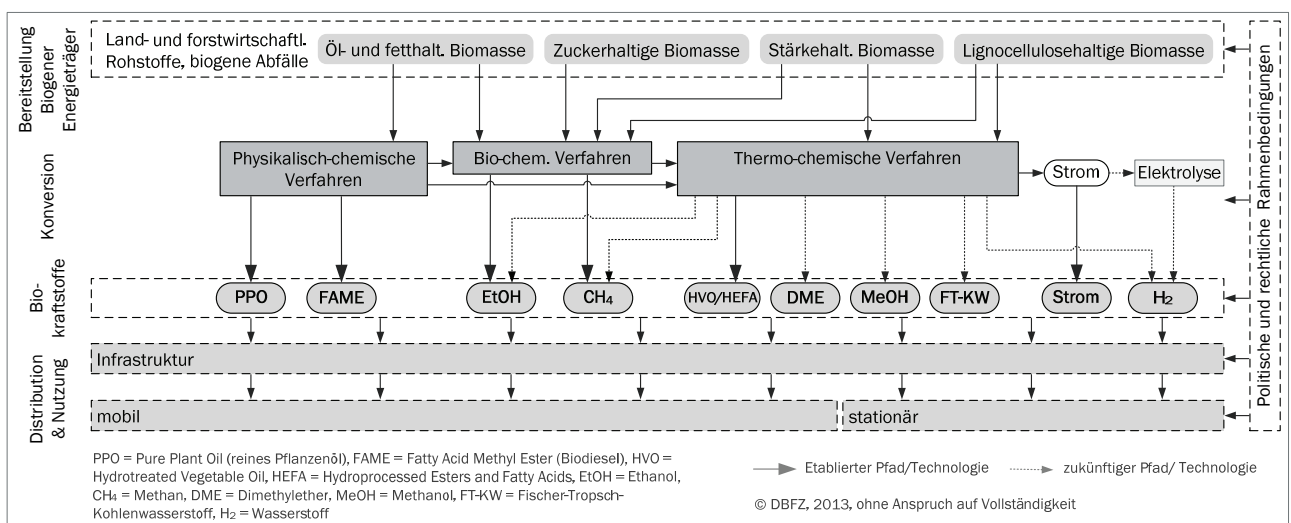 Bereitstellung
Biogener
Energieträger
Land- und forstwirtschaftl.
Rohstoffe, biogene Abfälle
Öl- und fetthalt. Biomasse
Zuckerhaltige Biomasse
Stärkehalt. Biomasse
Lignocellulosehaltige Biomasse
Konversion
Physikalisch-chemische
Verfahren
Bio-chem. Verfahren
Thermo-chemische Verfahren
Strom
Elektrolyse
Bio-
kraftstoffe
PPO
FAME
EtOH
CH₄
HVO/HEFA
DME
MeOH
FT-KW
Strom
H₂
Distribution
& Nutzung
Infrastruktur
mobil
stationär
Politische und rechtliche Rahmenbedingungen
PPO = Pure Plant Oil (reines Pflanzenöl), FAME = Fatty Acid Methyl Ester (Biodiesel), HVO =
Hydrotreated Vegetable Oil, HEFA = Hydroprocessed Esters and Fatty Acids, EtOH = Ethanol,
CH₄ = Methan, DME = Dimethylether, MeOH = Methanol, FT-KW = Fischer-Tropsch-
Kohlenwasserstoff, H₂ = Wasserstoff
Etablierter Pfad/Technologie
zukünftiger Pfad/ Technologie
© DBFZ, 2013, ohne Anspruch auf Vollständigkeit